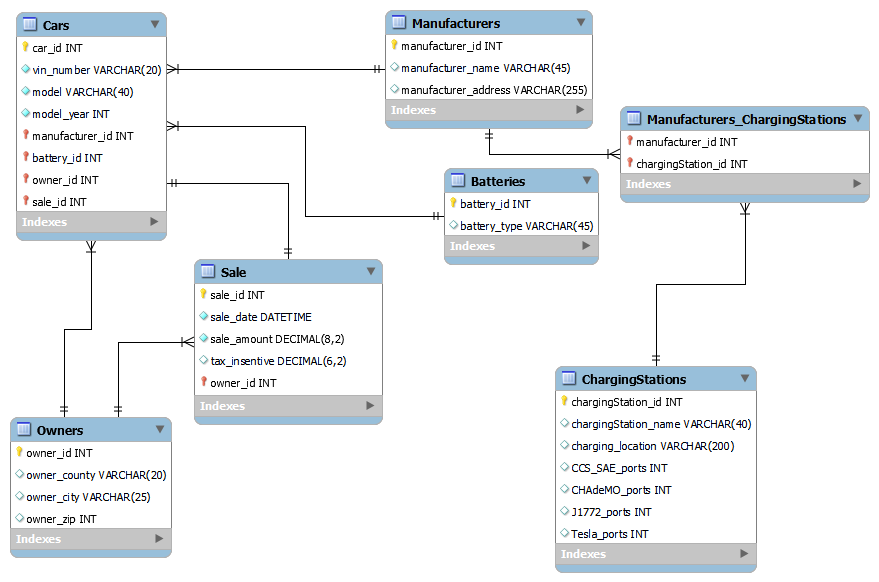 Cars
car_id INT
vin_number VARCHAR(20)
model VARCHAR(40)
model_year INT
manufacturer_id INT
battery_id INT
owner_id INT
sale_id INT
Indexes
Manufacturers
manufacturer_id INT
manufacturer_name VARCHAR(45)
manufacturer_address VARCHAR(255)
Indexes
Manufacturers_ChargingStations
manufacturer_id INT
chargingStation_id INT
Indexes
Batteries
battery_id INT
battery_type VARCHAR(45)
Indexes
Sale
sale_id INT
sale_date DATETIME
sale_amount DECIMAL(8,2)
tax_insentive DECIMAL(6,2)
owner_id INT
Indexes
Owners
owner_id INT
owner_county VARCHAR(20)
owner_city VARCHAR(25)
owner_zip INT
Indexes
ChargingStations
chargingStation_id INT
chargingStation_name VARCHAR(40)
charging_location VARCHAR(200)
CCS_SAE_ports INT
CHAdeMO_ports INT
J1772_ports INT
Tesla_ports INT
Indexes